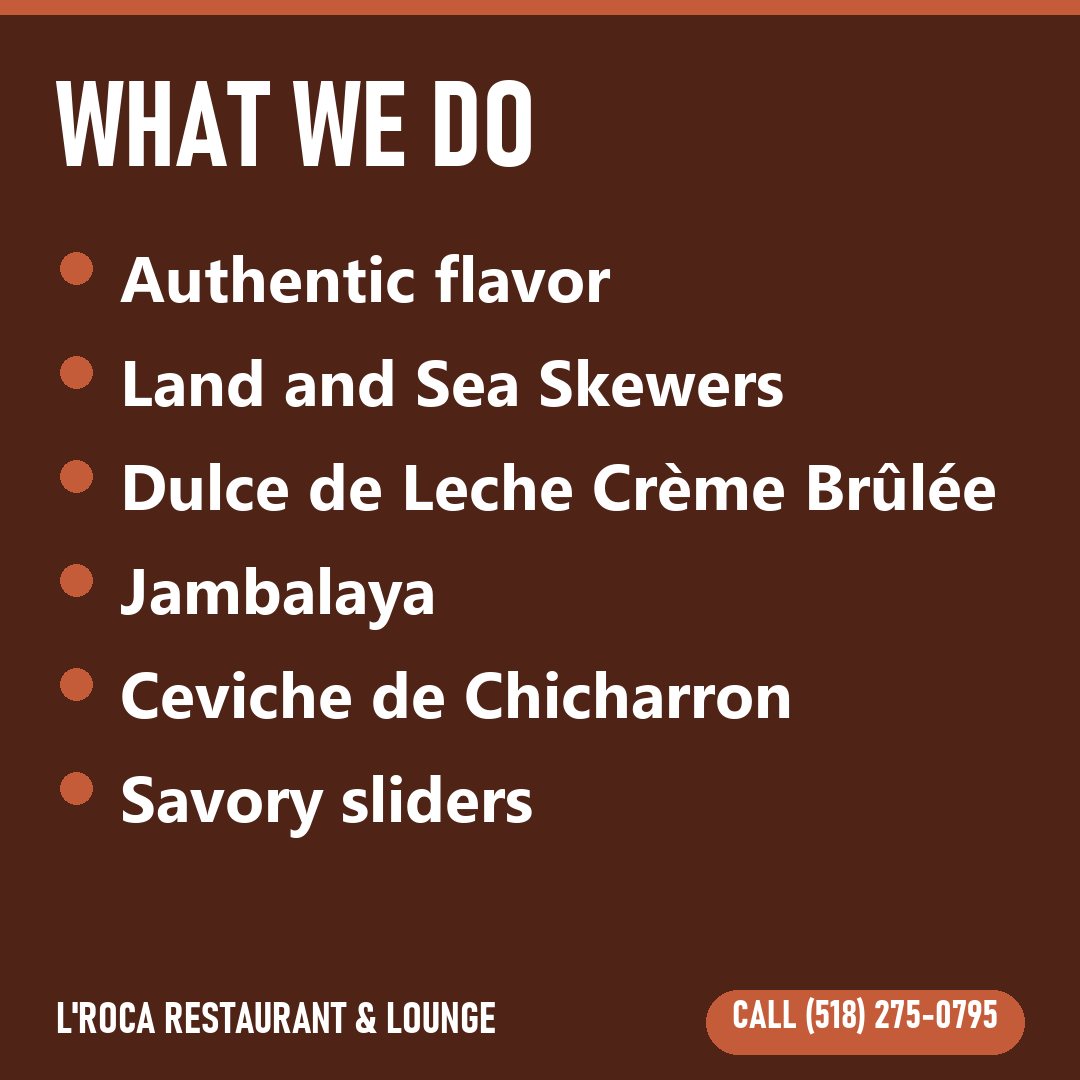 WHAT WE DO
Authentic flavor
Land and Sea Skewers
Dulce de Leche Crème Brûlée
Jambalaya
Ceviche de Chicharron
Savory sliders
L'ROCA RESTAURANT & LOUNGE
CALL (518) 275-0795